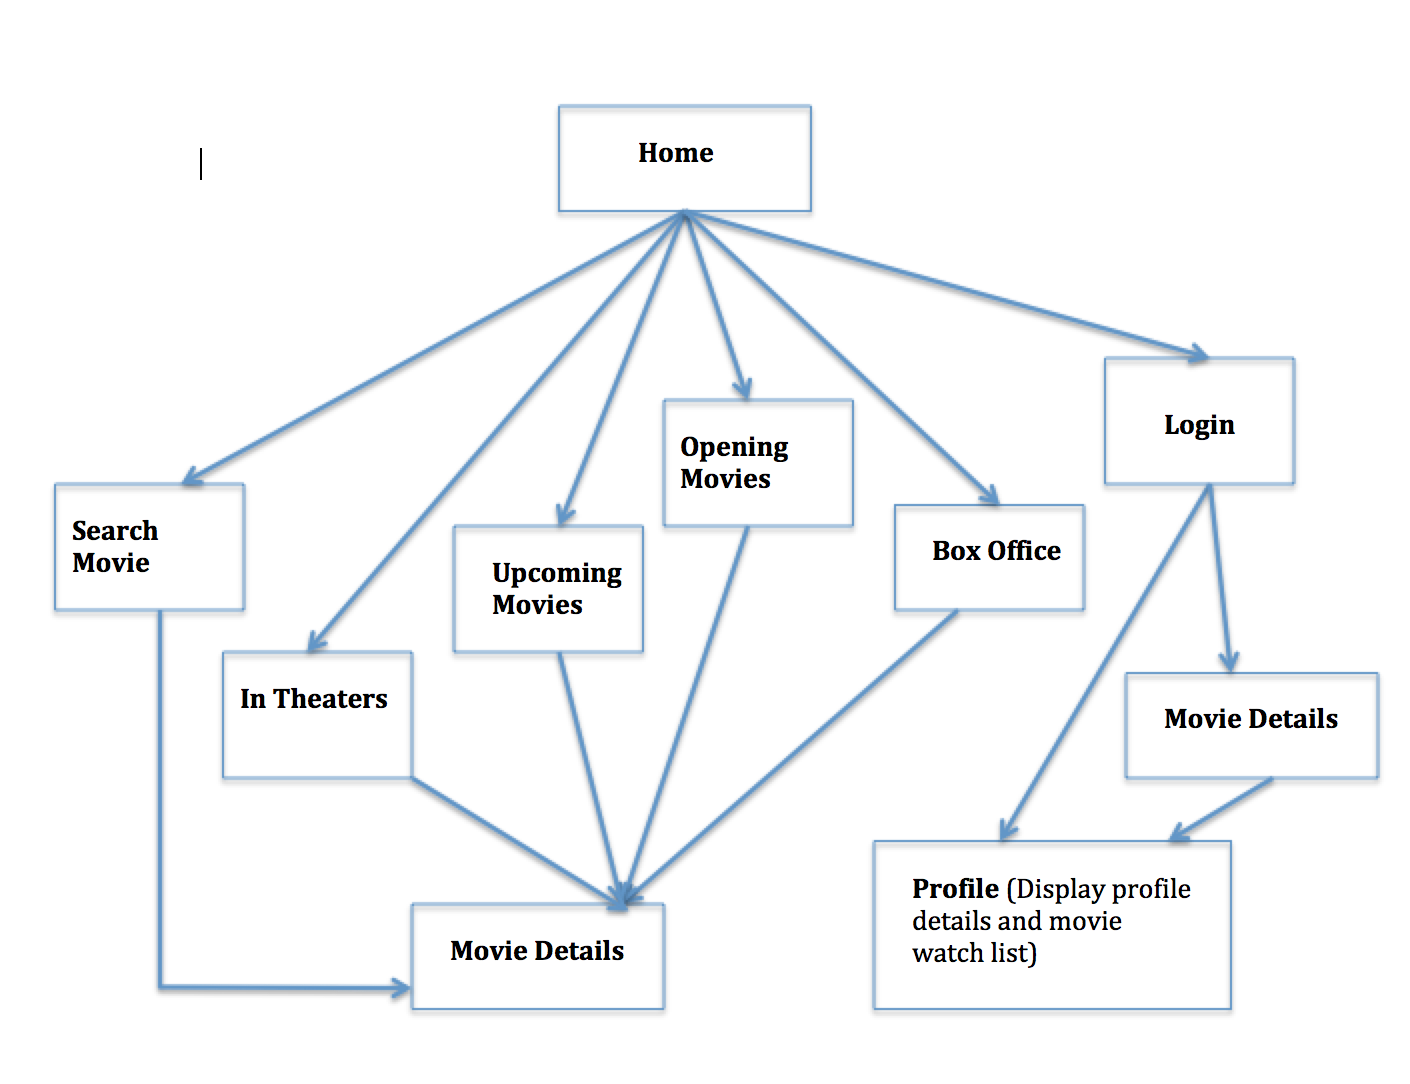 Home
Login
Opening
Movies
Search
Movie
Box Office
Upcoming
Movies
In Theaters
Movie Details
Profile (Display profile
details and movie
watch list)
Movie Details